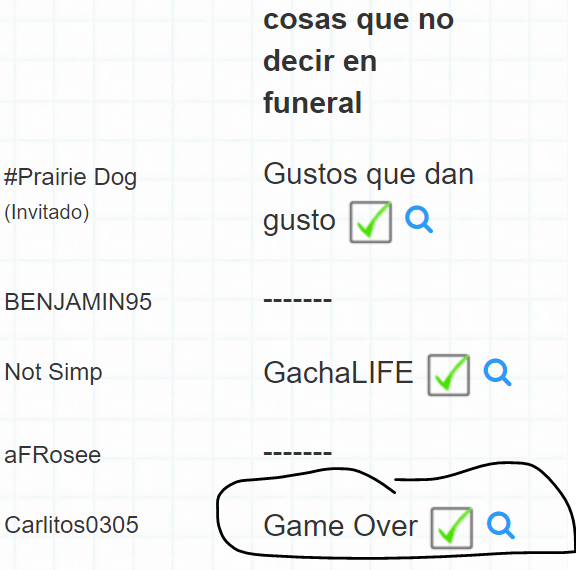 cosas que no
decir en
funeral
#Prairie Dog
(Invitado)
Gustos que dan
gusto
BENJAMIN95
-------
Not Simp
GachaLIFE
aFRosee
-------
Carlitos0305
Game Over